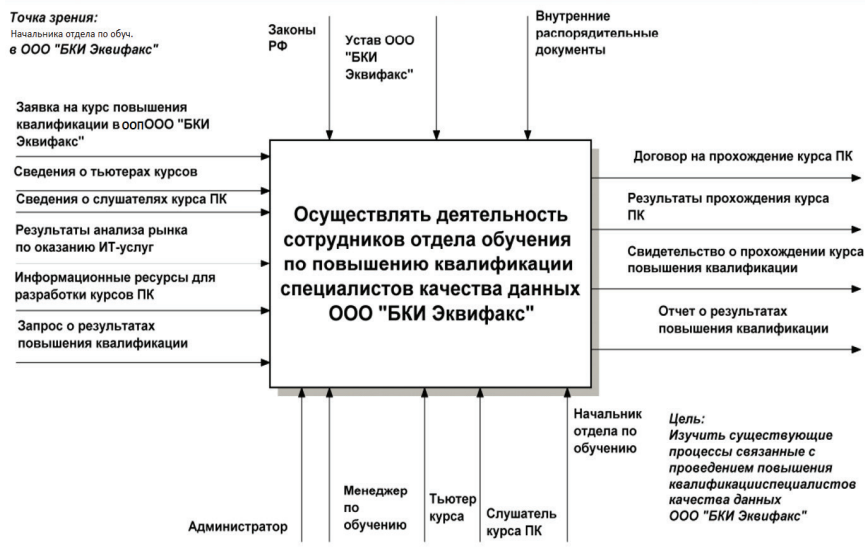 Точка зрения:
Начальника отдела по обуч.
в ООО "БКИ Эквифакс"
Законы
РФ
Устав ООО
"БКИ
Эквифакс"
Внутренние
распорядительные
документы
Заявка на курс повышения
квалификации в оопООО "БКИ
Эквифакс"
Сведения о тьютерах курсов
Сведения о слушателях курса ПК
Результаты анализа рынка
по оказанию ИТ-услуг
Информационные ресурсы для
разработки курсов ПК
Запрос о результатах
повышения квалификации
Осуществлять деятельность
сотрудников отдела обучения
по повышению квалификации
специалистов качества данных
ООО "БКИ Эквифакс"
Договор на прохождение курса ПК
Результаты прохождения курса
ПК
Свидетельство о прохождении курса
повышения квалификации
Отчет о результатах
повышения квалификации
Администратор
Менеджер
по
обучению
Тьютер
курса
Слушатель
курса ПК
Начальник
отдела по
обучению
Цель:
Изучить существующие
процессы связанные с
проведением повышения
квалификацииспециалистов
качества данных
ООО "БКИ Эквифакс"